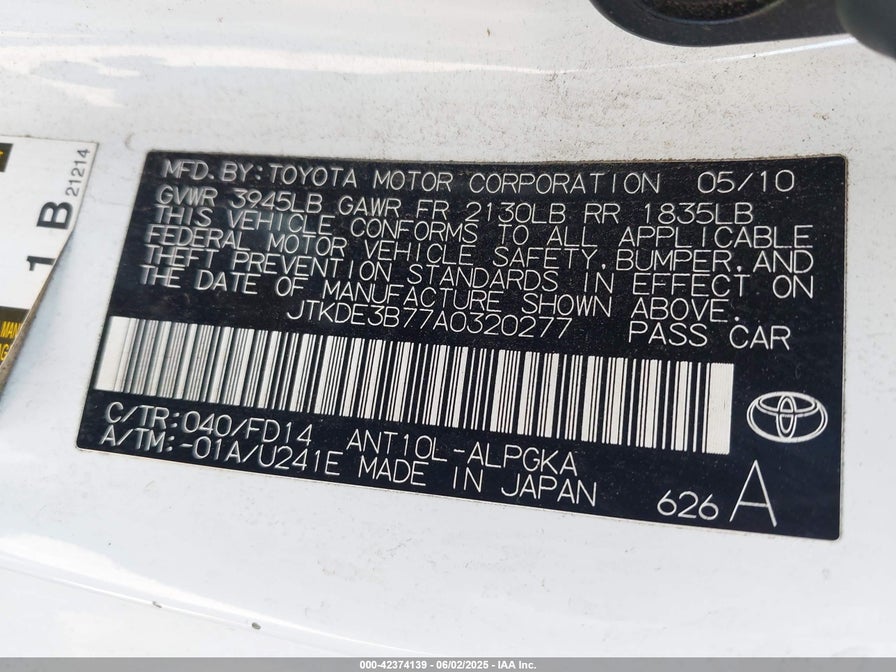 MFD.BY:TOYOTA MOTOR CORPORATION 05/10
GVWR 3945LB GAWR FR 2130LB RR 1835LB
THIS VEHICLE CONFORMS TO ALL APPLICABLE
FEDERAL MOTOR VEHICLE SAFETY,BUMPER,AND
THEFT PREVENTION STANDARDS IN EFFECT ON
THE DATE OF MANUFACTURE SHOWN ABOVE.
JTKDE3B77A0320277 PASS CAR
C/TR:040/FD14 ANT10L-ALPGKA
A/TM:-01A/U241E MADE IN JAPAN
626 A
1 B 21214
000-42374139 - 06/02/2025 - IAA Inc.